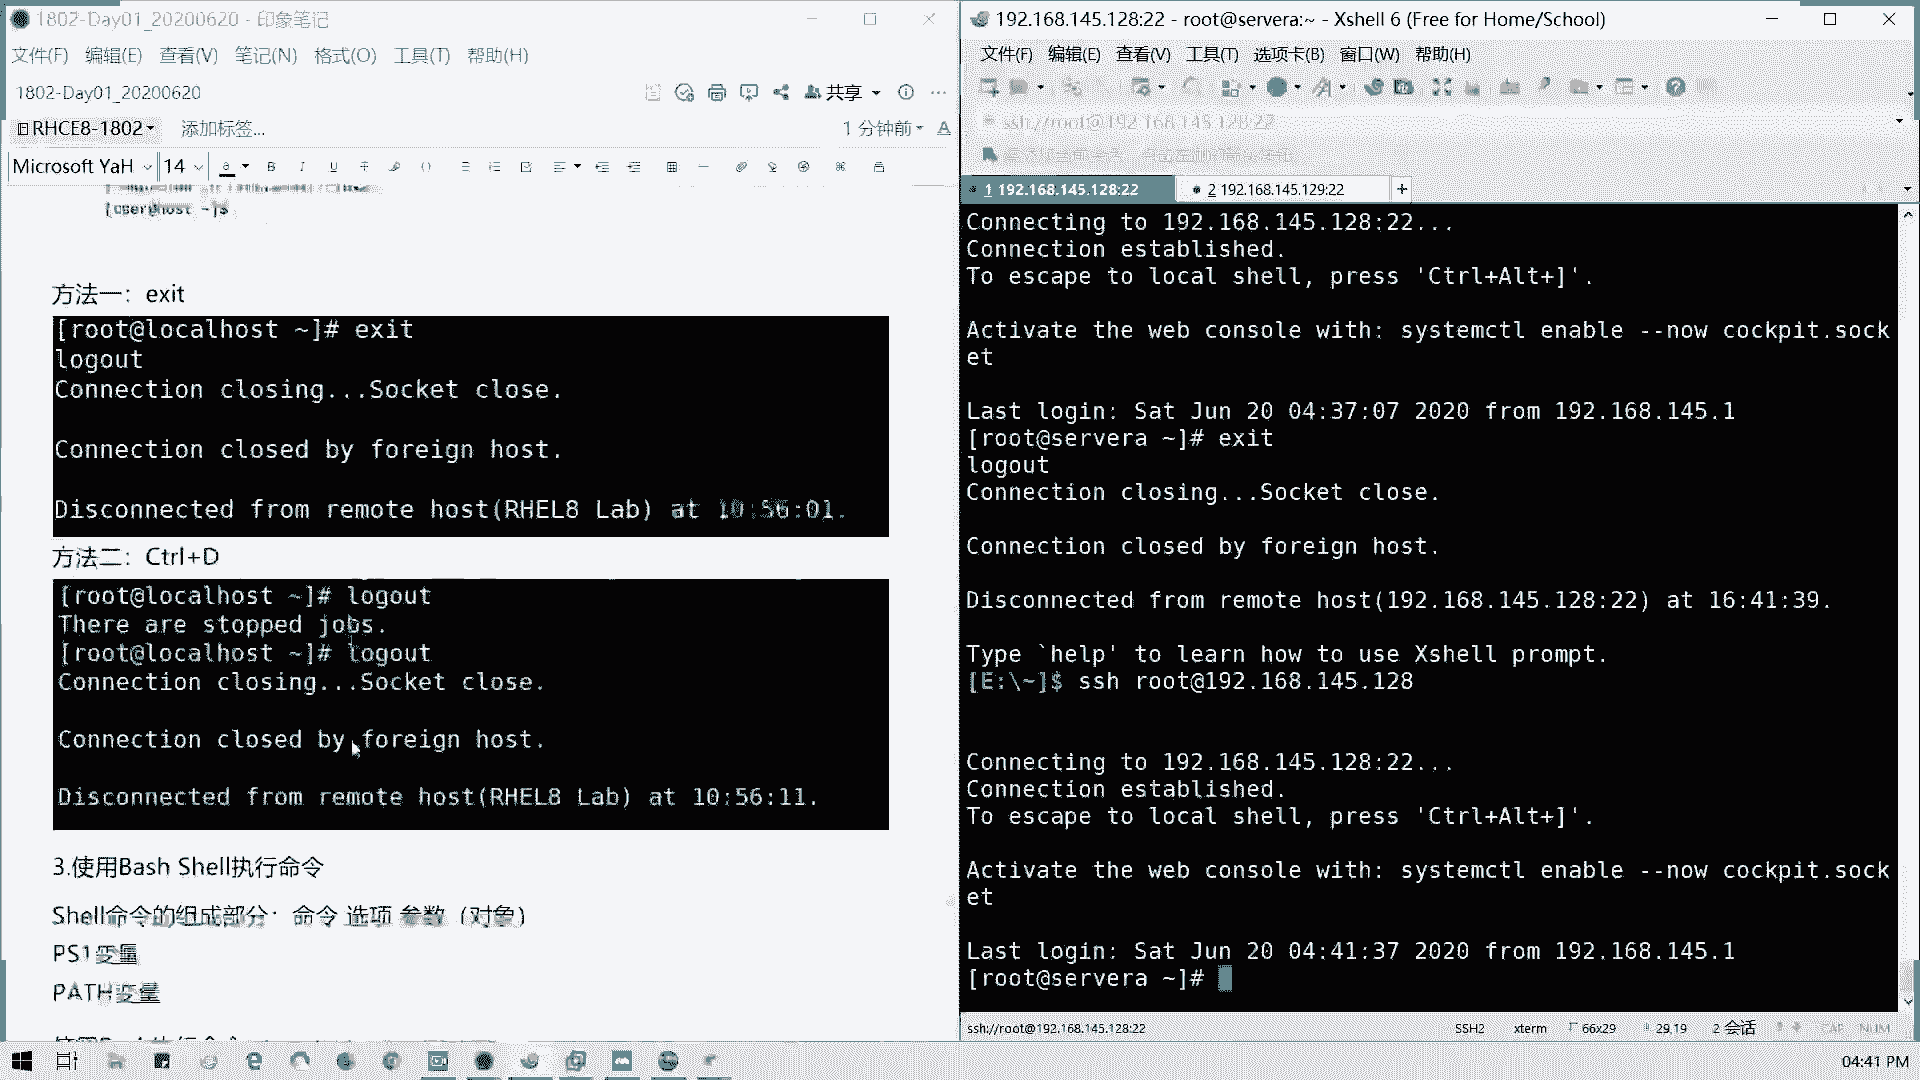 1802-Day01_20200620 - 印象笔记
文件(F) 编辑(E) 查看(V) 笔记(N) 格式(O) 工具(T) 帮助(H)
1802-Day01_20200620
共享
RHCE8-1802 添加标签...
1 分钟前
Microsoft YaH 14
[user@host ~]$
方法一：exit
[root@localhost ~]# exit
logout
Connection closing...Socket close.
Connection closed by foreign host.
Disconnected from remote host(RHEL8 Lab) at 10:56:01.
方法二：Ctrl+D
[root@localhost ~]# logout
There are stopped jobs.
[root@localhost ~]# logout
Connection closing...Socket close.
Connection closed by foreign host.
Disconnected from remote host(RHEL8 Lab) at 10:56:11.
3.使用Bash Shell执行命令
Shell命令的组成部分：命令 选项 参数（对象）
PS1变量
PATH变量
192.168.145.128:22 - root@servera:~ - Xshell 6 (Free for Home/School)
文件(F) 编辑(E) 查看(V) 工具(T) 选项卡(B) 窗口(W) 帮助(H)
ssh://root@192.168.145.128:22
1 192.168.145.128:22
2 192.168.145.129:22
Connecting to 192.168.145.128:22...
Connection established.
To escape to local shell, press 'Ctrl+Alt+]'.
Activate the web console with: systemctl enable --now cockpit.sock
et
Last login: Sat Jun 20 04:37:07 2020 from 192.168.145.1
[root@servera ~]# exit
logout
Connection closing...Socket close.
Connection closed by foreign host.
Disconnected from remote host(192.168.145.128:22) at 16:41:39.
Type `help' to learn how to use Xshell prompt.
[E:\~]$ ssh root@192.168.145.128
Connecting to 192.168.145.128:22...
Connection established.
To escape to local shell, press 'Ctrl+Alt+]'.
Activate the web console with: systemctl enable --now cockpit.sock
et
Last login: Sat Jun 20 04:41:37 2020 from 192.168.145.1
[root@servera ~]#
ssh://root@192.168.145.128:22 SSH2 xterm 66x29 29,19 2 会话 CAP NUM
04:41 PM